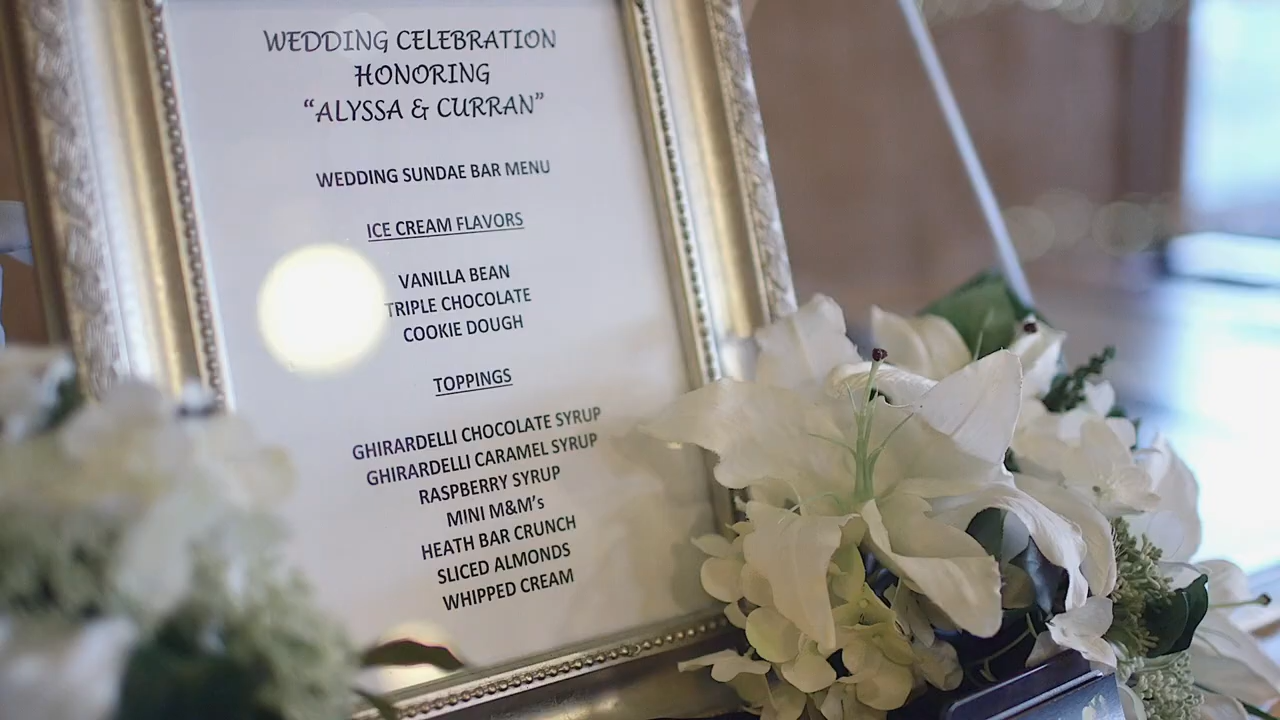 WEDDING CELEBRATION
HONORING
“ALYSSA & CURRAN”
WEDDING SUNDAE BAR MENU
ICE CREAM FLAVORS
VANILLA BEAN
TRIPLE CHOCOLATE
COOKIE DOUGH
TOPPINGS
GHIRARDELLI CHOCOLATE SYRUP
GHIRARDELLI CARAMEL SYRUP
RASPBERRY SYRUP
MINI M&M’s
HEATH BAR CRUNCH
SLICED ALMONDS
WHIPPED CREAM